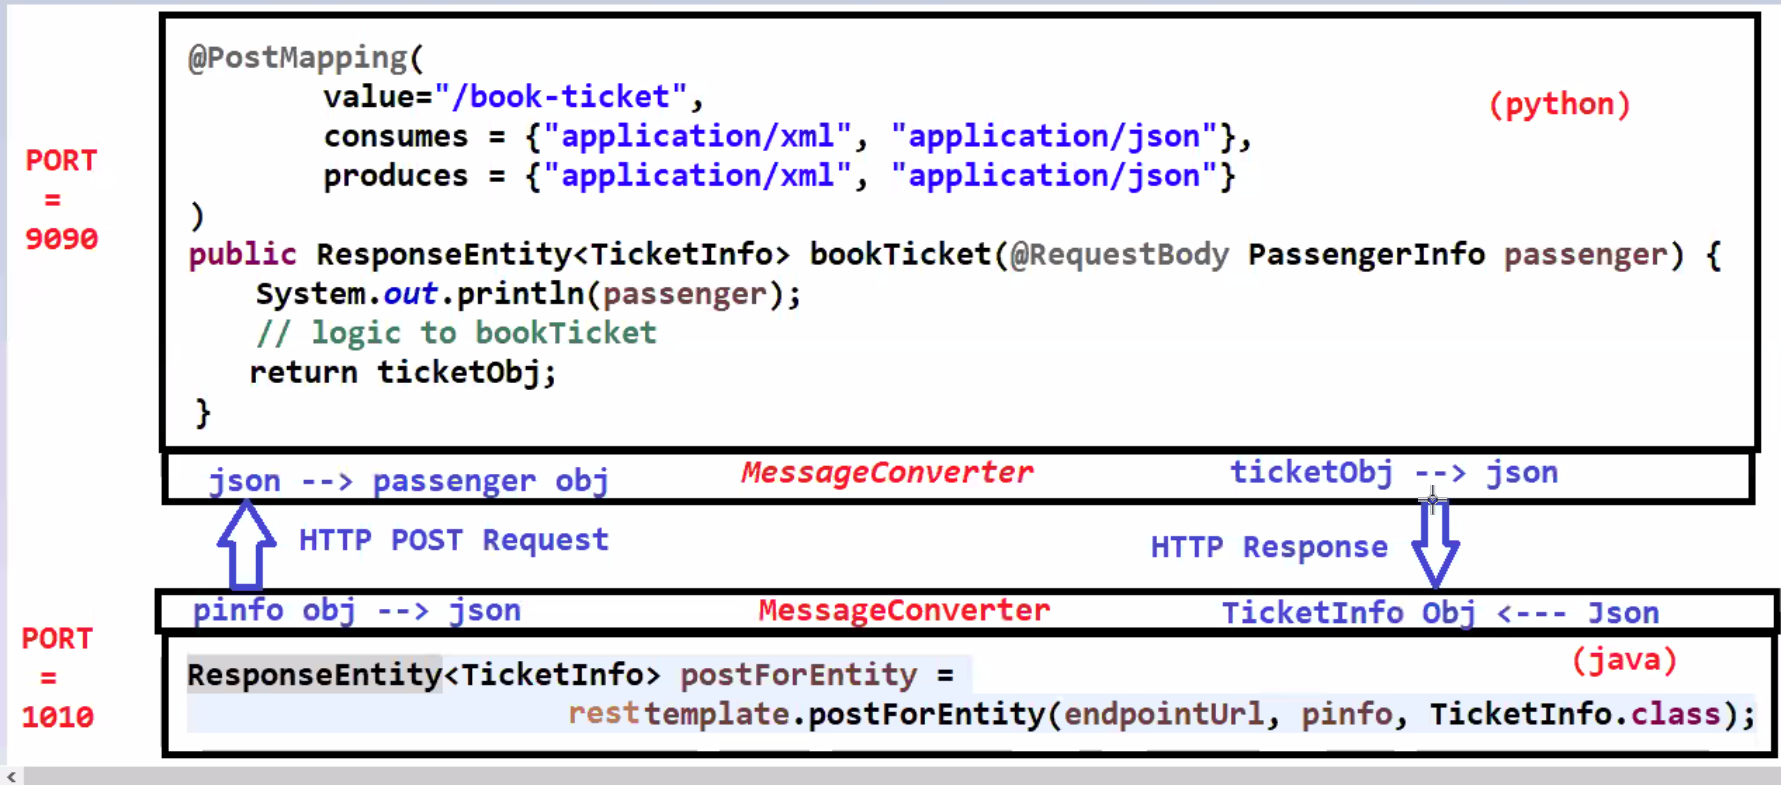 @PostMapping(
value="/book-ticket",
(python)
consumes = {"application/xml", "application/json"},
produces = {"application/xml", "application/json"}
PORT
=
9090
)
public ResponseEntity<TicketInfo> bookTicket(@RequestBody PassengerInfo passenger) {
System.out.println(passenger);
// logic to bookTicket
return ticketObj;
}
json --> passenger obj MessageConverter ticketObj --> json
HTTP POST Request HTTP Response
pinfo obj --> json MessageConverter TicketInfo Obj <--- Json
PORT
=
1010
(java)
ResponseEntity<TicketInfo> postForEntity =
resttemplate.postForEntity(endpointUrl, pinfo, TicketInfo.class);